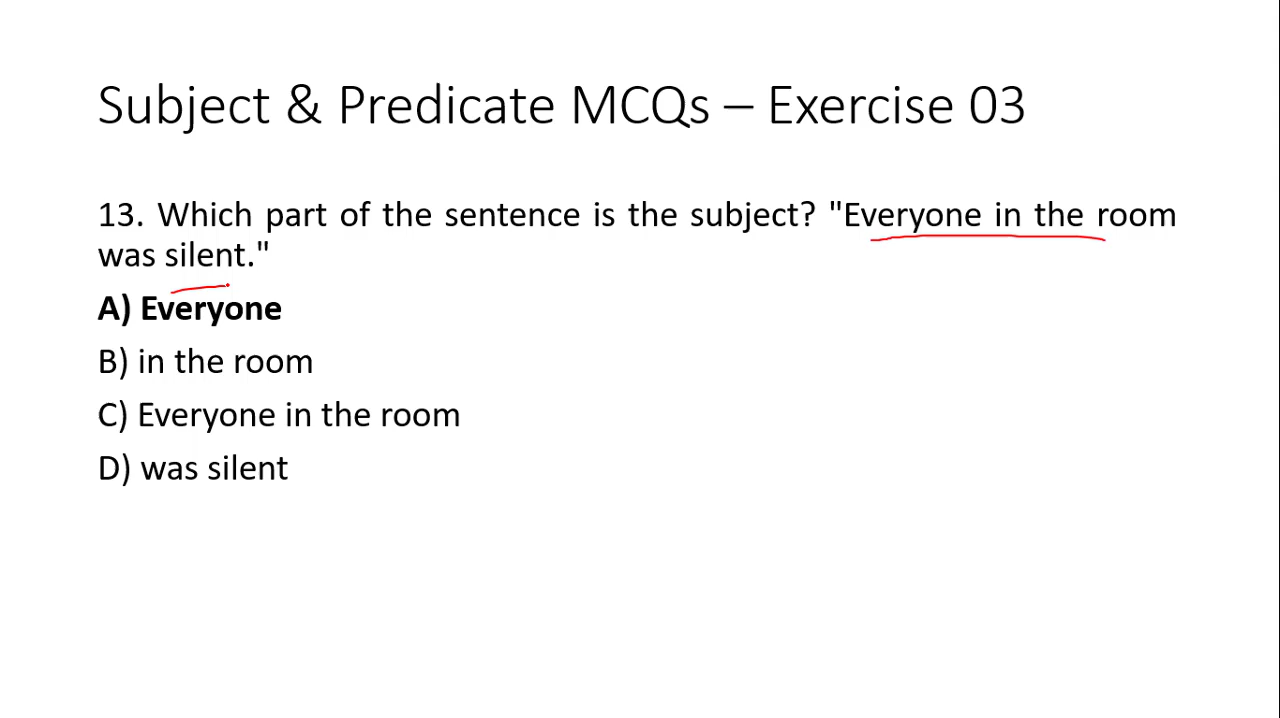 Subject & Predicate MCQs – Exercise 03
13. Which part of the sentence is the subject? "Everyone in the room
was silent."
A) Everyone
B) in the room
C) Everyone in the room
D) was silent